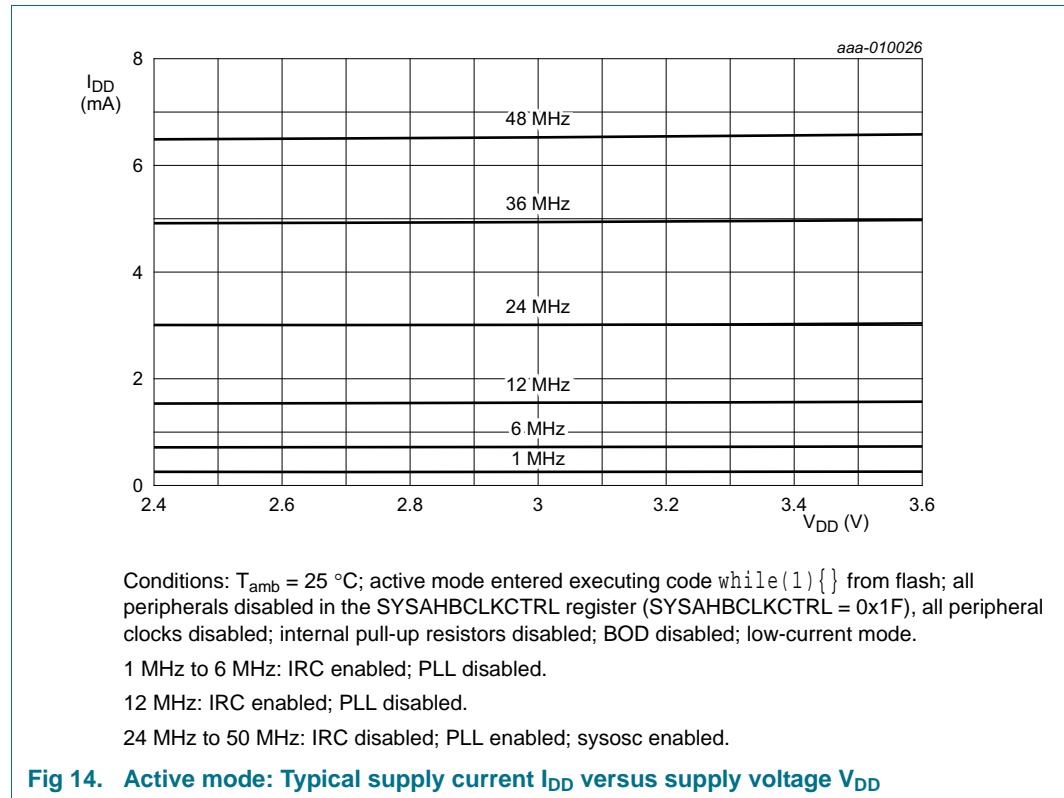 aaa-010026
8
I_DD
(mA)
48 MHz
6
36 MHz
4
24 MHz
2
12 MHz
6 MHz
1 MHz
0
2.4 2.6 2.8 3 3.2 3.4 3.6
V_DD (V)
Conditions: T_amb = 25 °C; active mode entered executing code while(1){} from flash; all
peripherals disabled in the SYSAHBCLKCTRL register (SYSAHBCLKCTRL = 0x1F), all peripheral
clocks disabled; internal pull-up resistors disabled; BOD disabled; low-current mode.
1 MHz to 6 MHz: IRC enabled; PLL disabled.
12 MHz: IRC enabled; PLL disabled.
24 MHz to 50 MHz: IRC disabled; PLL enabled; sysosc enabled.
Fig 14. Active mode: Typical supply current I_DD versus supply voltage V_DD